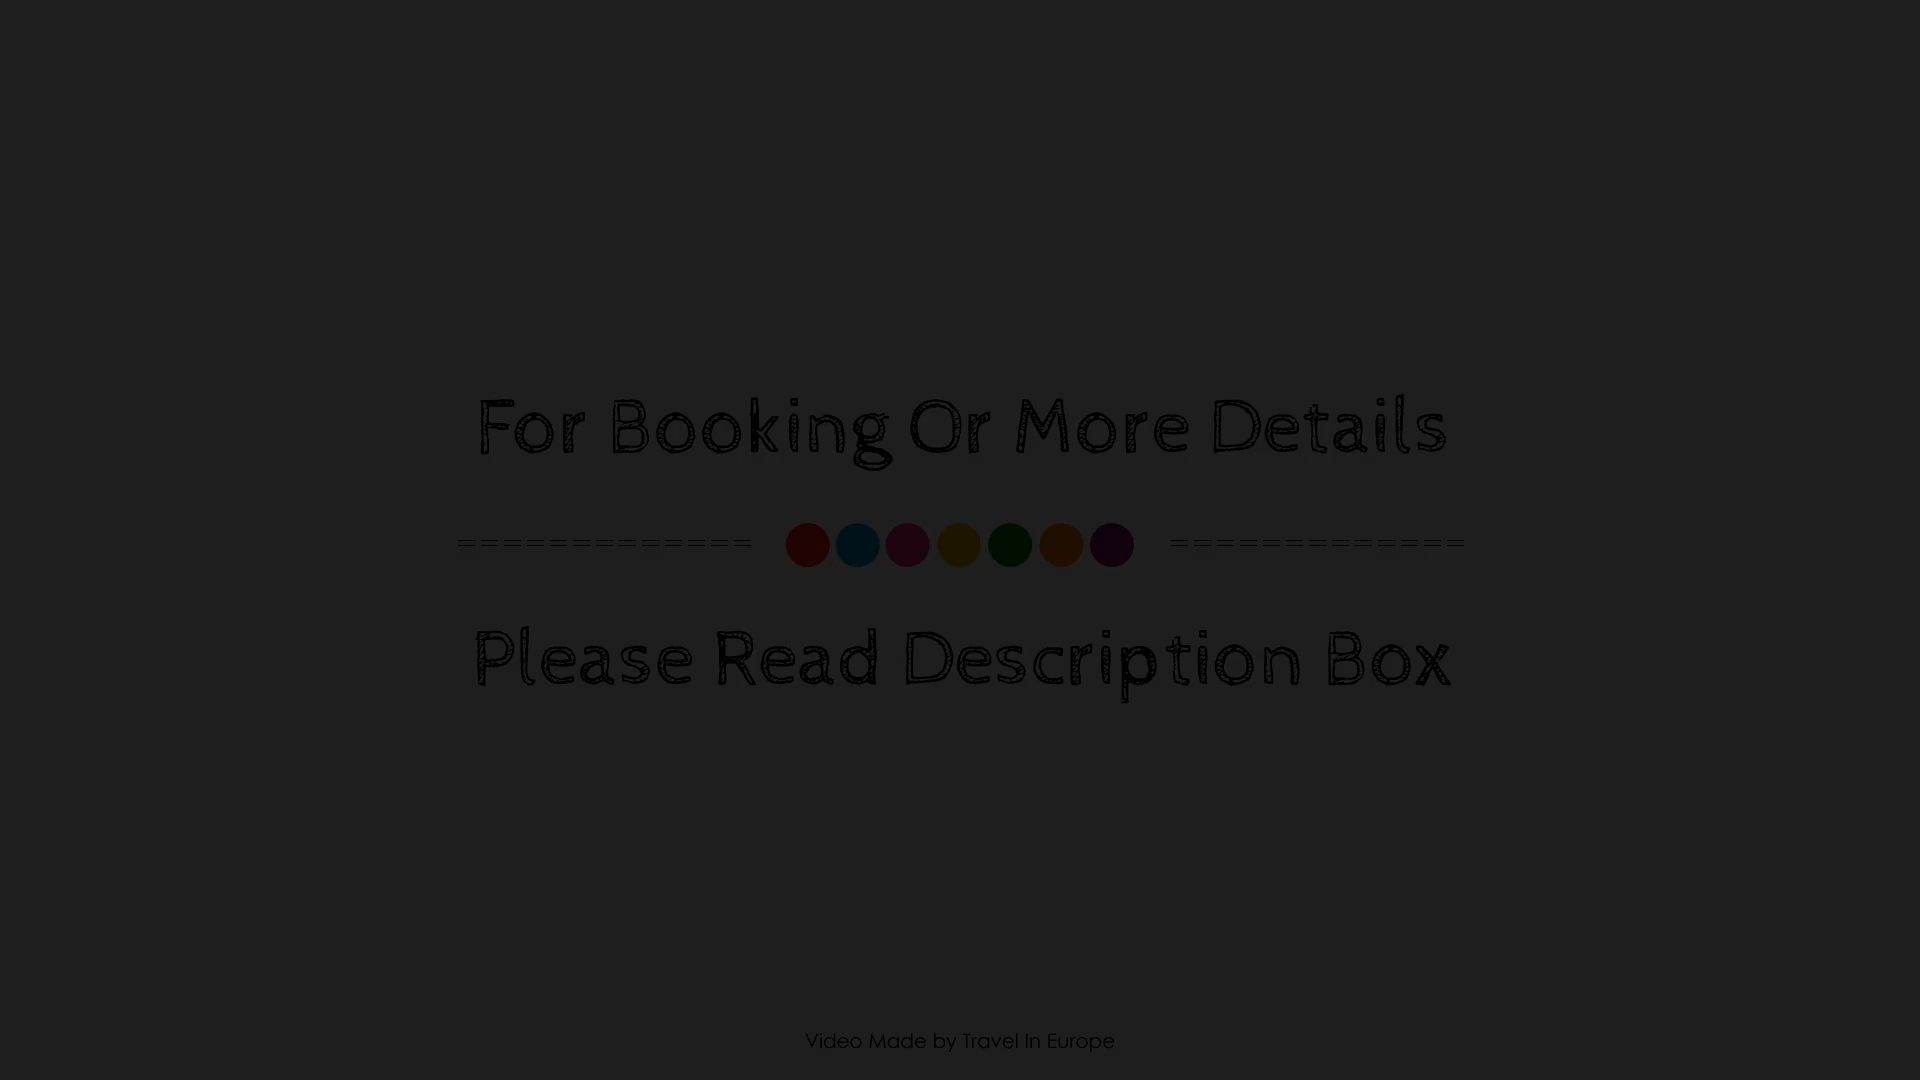 For Booking Or More Details
============= =============
Please Read Description Box
Video Made by Travel In Europe